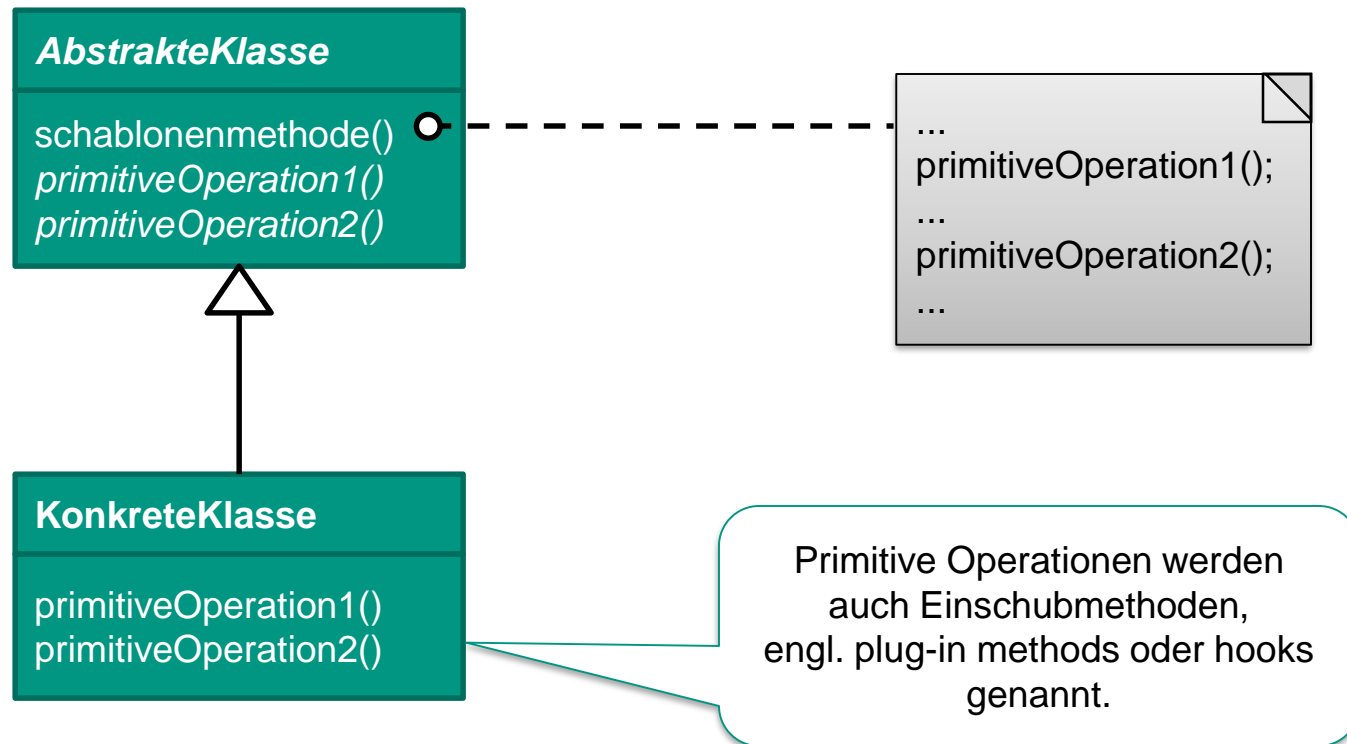 AbstrakteKlasse
schablonenmethode()
primitiveOperation1()
primitiveOperation2()
...
primitiveOperation1();
...
primitiveOperation2();
...
KonkreteKlasse
primitiveOperation1()
primitiveOperation2()
Primitive Operationen werden
auch Einschubmethoden,
engl. plug-in methods oder hooks
genannt.